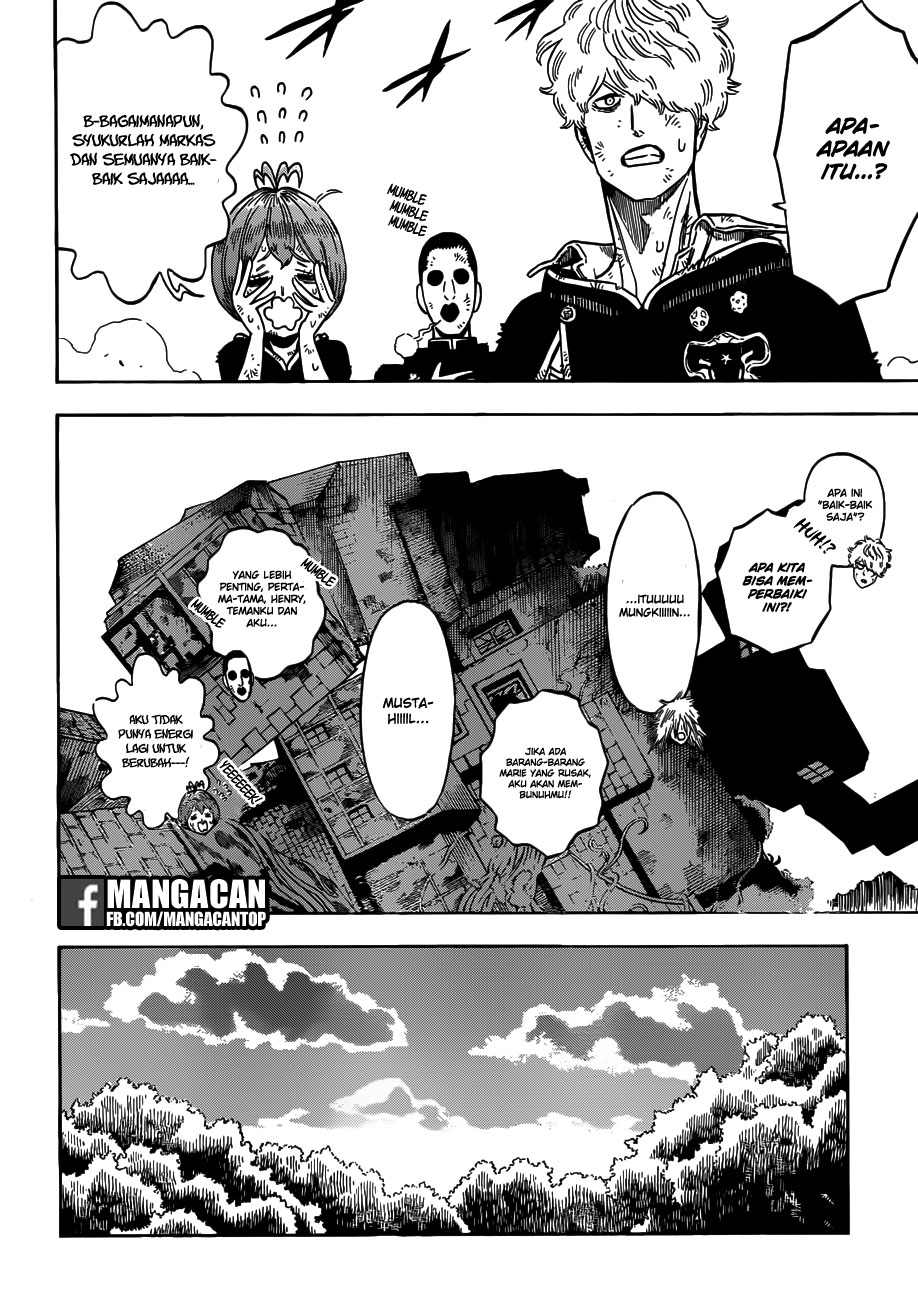 B-BAGAIMANAPUN,
SYUKURLAH MARKAS
DAN SEMUANYA BAIK-
BAIK SAJAAAA...
MUMBLE
MUMBLE
MUMBLE
APA-
APAAN
ITU...?
APA INI
"BAIK-BAIK
SAJA"?
HUH!?
APA KITA
BISA MEM-
PERBAIKI
INI?!
...ITUUUUU
MUNGKIIIIIN...
YANG LEBIH
PENTING, PERTA-
MA-TAMA, HENRY,
TEMANKU DAN
AKU...
MUMBLE
MUMBLE
MUSTA-
HIIIIL...
JIKA ADA
BARANG-BARANG
MARIE YANG RUSAK,
AKU AKAN MEM-
BUNUHMU!!
AKU TIDAK
PUNYA ENERGI
LAGI UNTUK
BERUBAH---!
YEEEEEEK!
f MANGACAN
FB.COM/MANGACANTOP